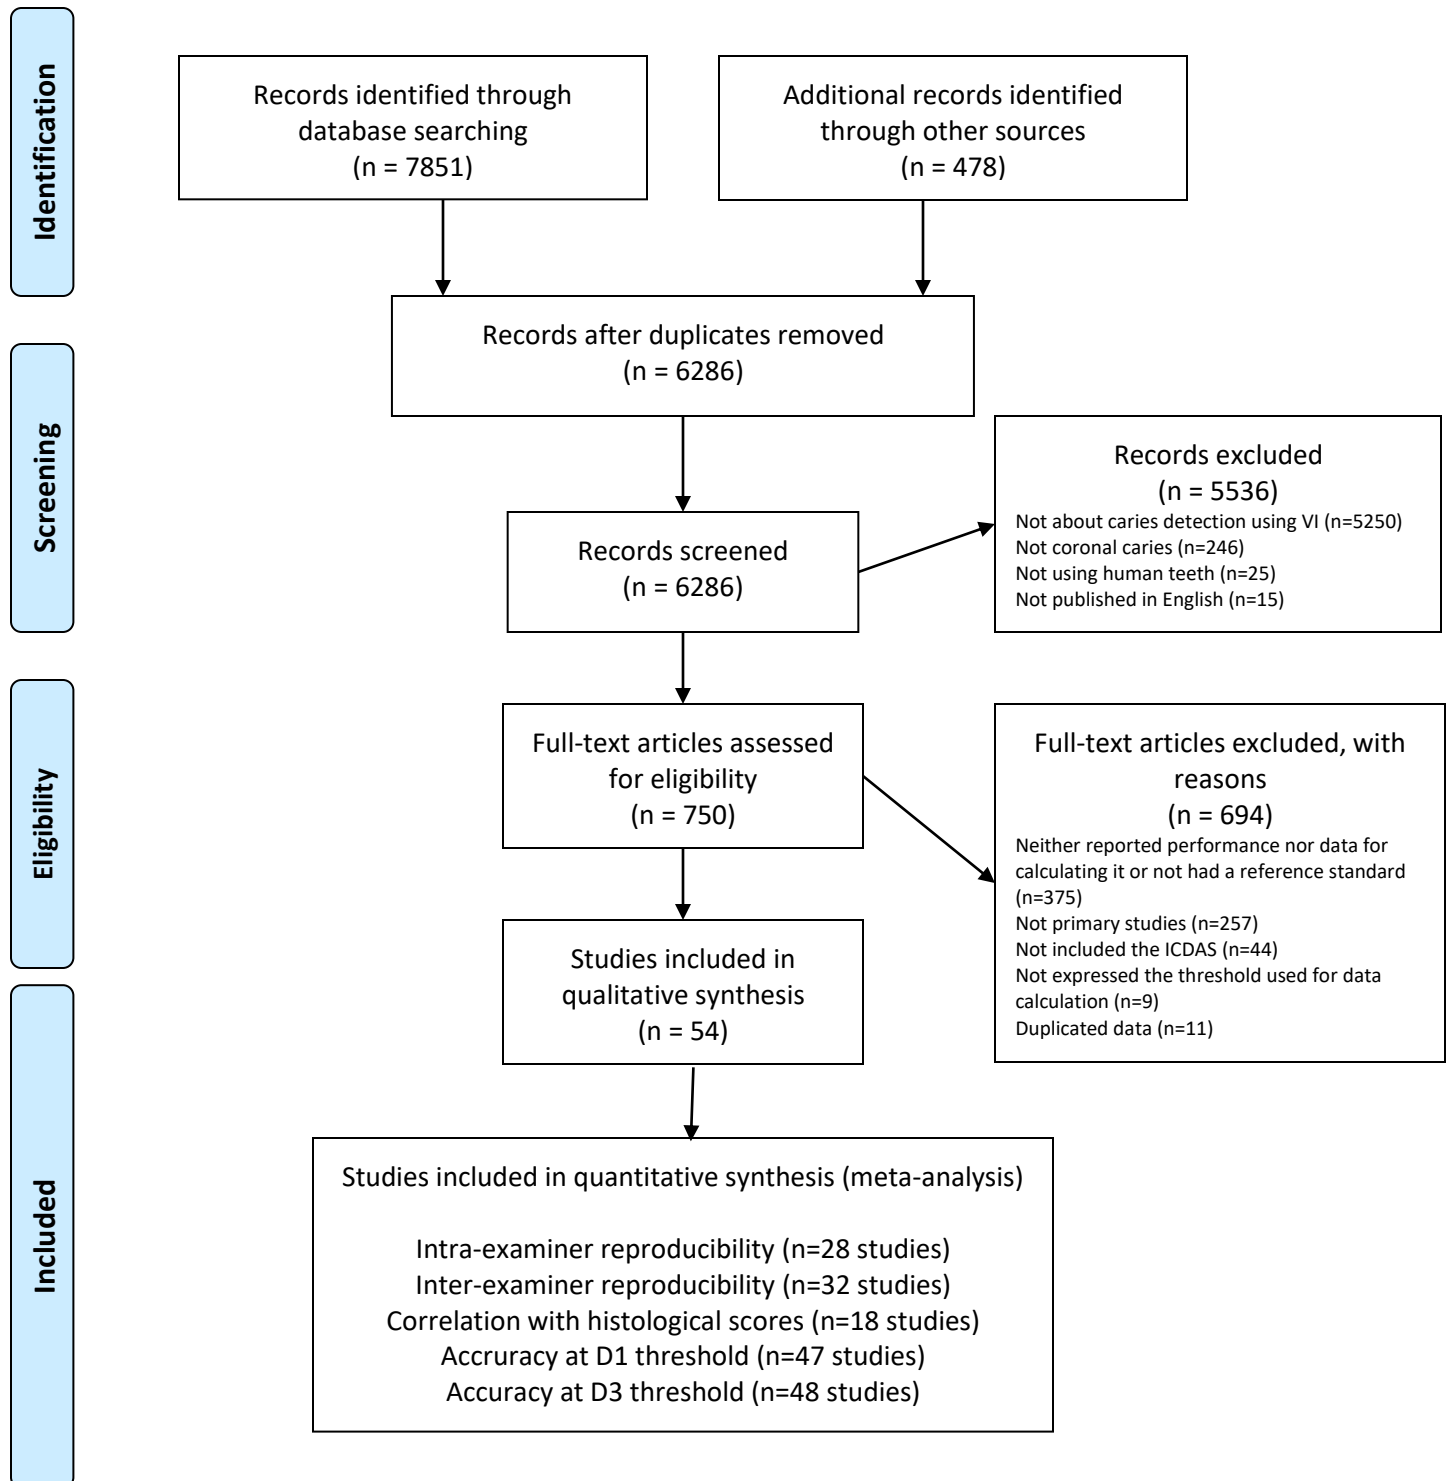 Identification
Records identified through
database searching
(n = 7851)
Additional records identified
through other sources
(n = 478)
Records after duplicates removed
(n = 6286)
Screening
Records screened
(n = 6286)
Records excluded
(n = 5536)
Not about caries detection using VI (n=5250)
Not coronal caries (n=246)
Not using human teeth (n=25)
Not published in English (n=15)
Eligibility
Full-text articles assessed
for eligibility
(n = 750)
Full-text articles excluded, with
reasons
(n = 694)
Neither reported performance nor data for
calculating it or not had a reference standard
(n=375)
Not primary studies (n=257)
Not included the ICDAS (n=44)
Not expressed the threshold used for data
calculation (n=9)
Duplicated data (n=11)
Studies included in
qualitative synthesis
(n = 54)
Included
Studies included in quantitative synthesis (meta-analysis)
Intra-examiner reproducibility (n=28 studies)
Inter-examiner reproducibility (n=32 studies)
Correlation with histological scores (n=18 studies)
Accruracy at D1 threshold (n=47 studies)
Accuracy at D3 threshold (n=48 studies)